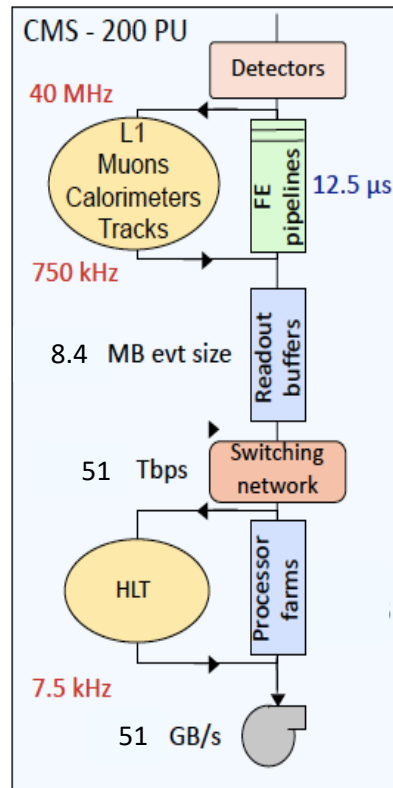 CMS - 200 PU
Detectors
40 MHz
L1
Muons
Calorimeters
Tracks
FE
pipelines
12.5 µs
750 kHz
8.4 MB evt size
Readout
buffers
51 Tbps
Switching
network
HLT
Processor
farms
7.5 kHz
51 GB/s